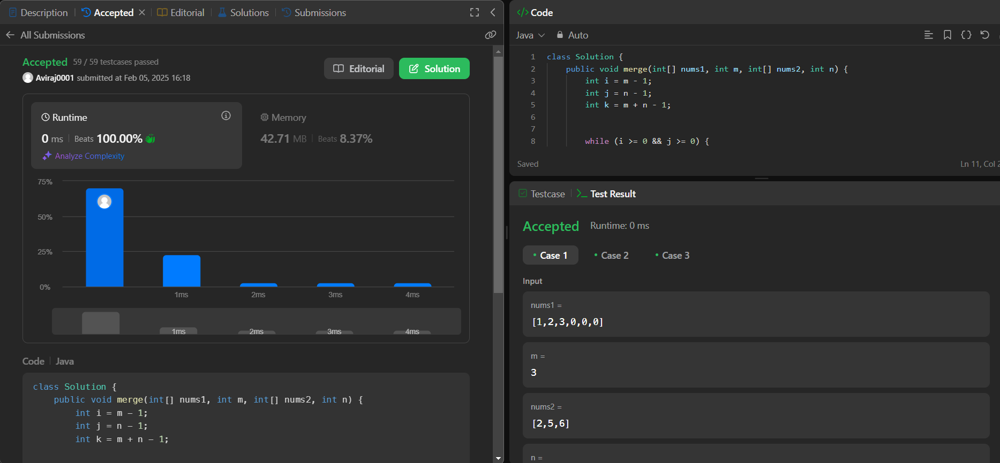 Description | Accepted | Editorial | Solutions | Submissions
All Submissions
Accepted 59 / 59 testcases passed
Aviraj0001 submitted at Feb 05, 2025 16:18
Editorial
Solution
Runtime
0 ms | Beats 100.00%
Analyze Complexity
Memory
42.71 MB | Beats 8.37%
75%
50%
25%
0%
1ms 2ms 3ms 4ms
1ms 2ms 3ms 4ms
Code | Java
class Solution {
    public void merge(int[] nums1, int m, int[] nums2, int n) {
        int i = m - 1;
        int j = n - 1;
        int k = m + n - 1;
</> Code
Java Auto
1 class Solution {
2     public void merge(int[] nums1, int m, int[] nums2, int n) {
3         int i = m - 1;
4         int j = n - 1;
5         int k = m + n - 1;
6
7
8         while (i >= 0 && j >= 0) {
Saved
Ln 11, Col
Testcase | >_ Test Result
Accepted Runtime: 0 ms
• Case 1 • Case 2 • Case 3
Input
nums1 =
[1,2,3,0,0,0]
m =
3
nums2 =
[2,5,6]
n =